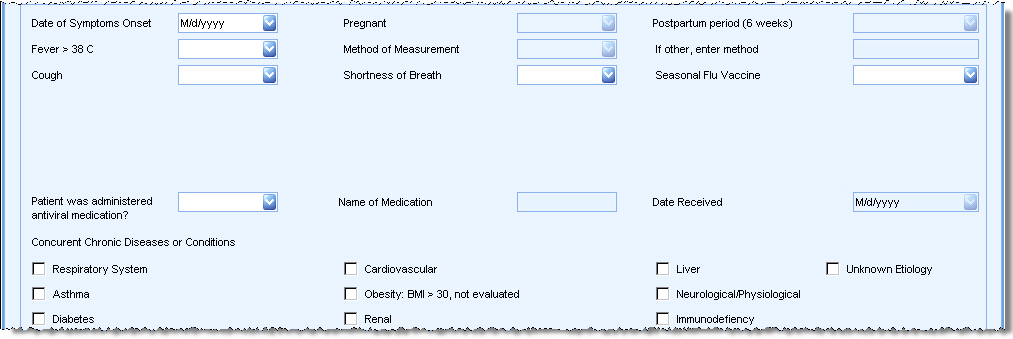 Date of Symptoms Onset M/d/yyyy Pregnant Postpartum period (6 weeks)
Fever > 38 C Method of Measurement If other, enter method
Cough Shortness of Breath Seasonal Flu Vaccine
Patient was administered antiviral medication? Name of Medication Date Received M/d/yyyy
Concurent Chronic Diseases or Conditions
Respiratory System Cardiovascular Liver Unknown Etiology
Asthma Obesity: BMI > 30, not evaluated Neurological/Physiological
Diabetes Renal Immunodefiency